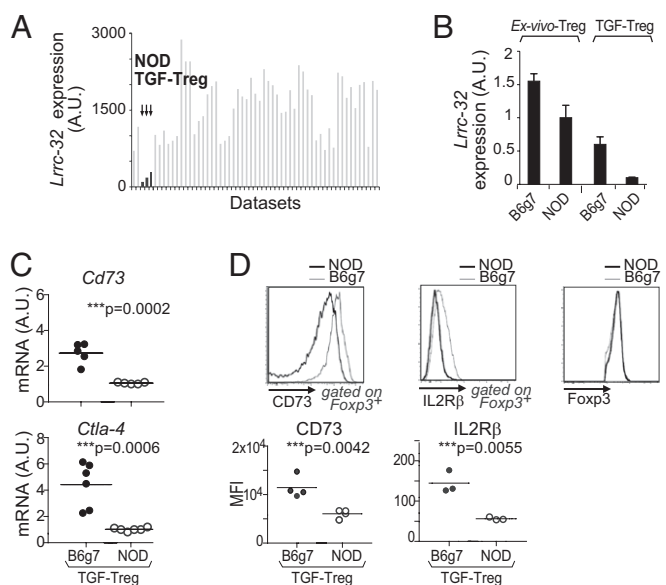 A
3000
1500
0
Lrrc-32 expression
(A.U.)
NOD
TGF-Treg
Datasets
B
Ex-vivo-Treg TGF-Treg
2
1.5
1
0.5
0
Lrrc-32
expression (A.U.)
B6g7 NOD B6g7 NOD
C
Cd73
***p=0.0002
6
4
2
0
mRNA (A.U.)
Ctla-4
***p=0.0006
8
6
4
2
0
mRNA (A.U.)
B6g7 NOD
TGF-Treg
D
NOD
B6g7
CD73
gated on
Foxp3+
NOD
B6g7
IL2Rβ
gated on
Foxp3+
NOD
B6g7
Foxp3
CD73
***p=0.0042
2x10⁴
10⁴
0
MFI
B6g7 NOD
TGF-Treg
IL2Rβ
***p=0.0055
200
100
0
B6g7 NOD
TGF-Treg